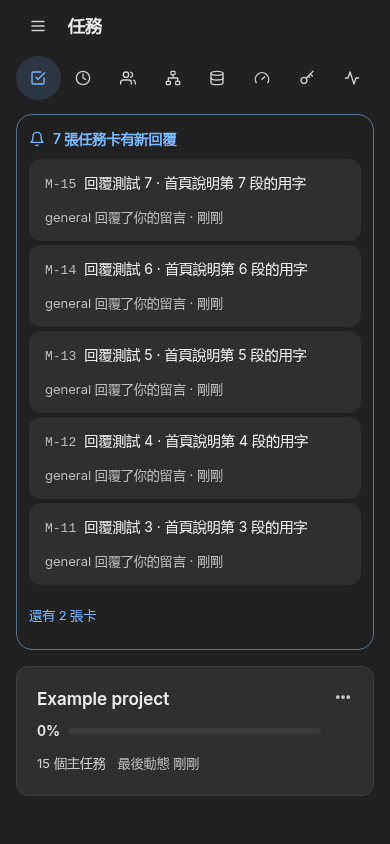 任務
7 張任務卡有新回覆
M-15 回覆測試 7 · 首頁說明第 7 段的用字
general 回覆了你的留言 · 剛剛
M-14 回覆測試 6 · 首頁說明第 6 段的用字
general 回覆了你的留言 · 剛剛
M-13 回覆測試 5 · 首頁說明第 5 段的用字
general 回覆了你的留言 · 剛剛
M-12 回覆測試 4 · 首頁說明第 4 段的用字
general 回覆了你的留言 · 剛剛
M-11 回覆測試 3 · 首頁說明第 3 段的用字
general 回覆了你的留言 · 剛剛
還有 2 張卡
Example project
0%
15 個主任務 最後動態 剛剛